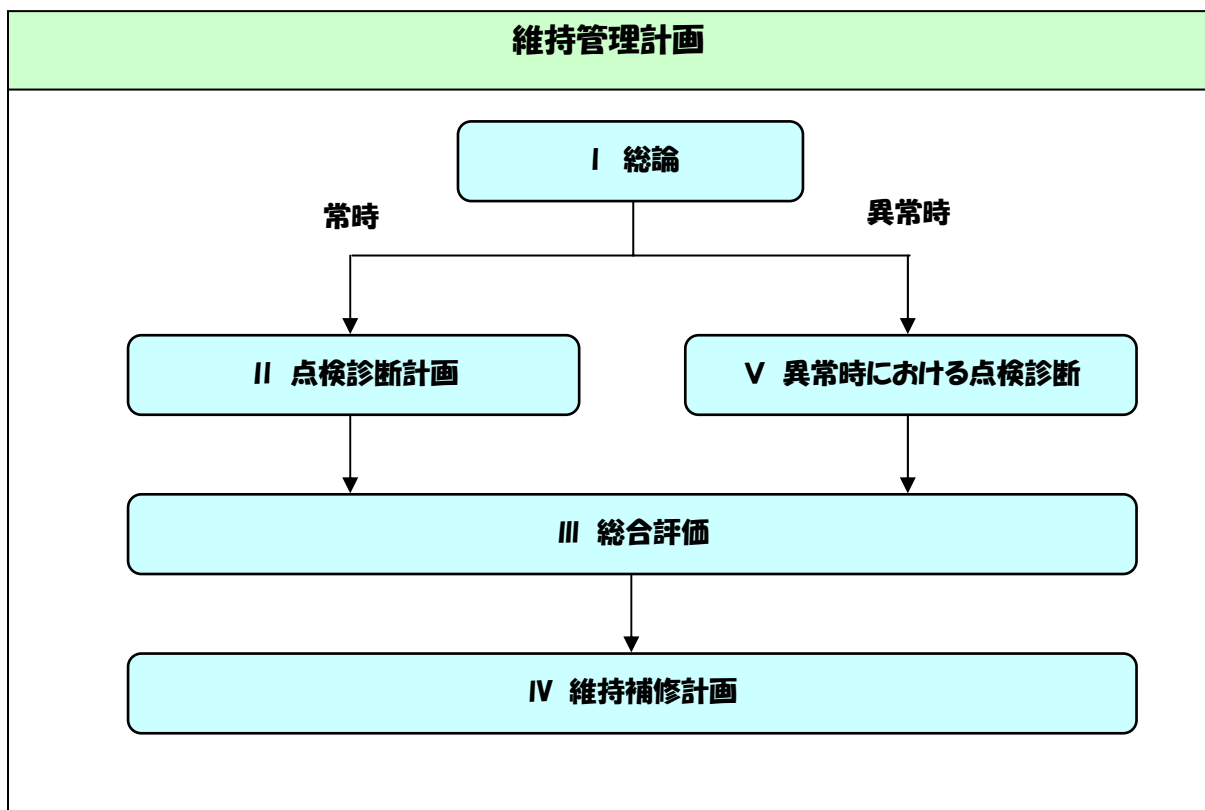 維持管理計画
Ⅰ 総論
常時
異常時
Ⅱ 点検診断計画
Ⅴ 異常時における点検診断
Ⅲ 総合評価
Ⅳ 維持補修計画